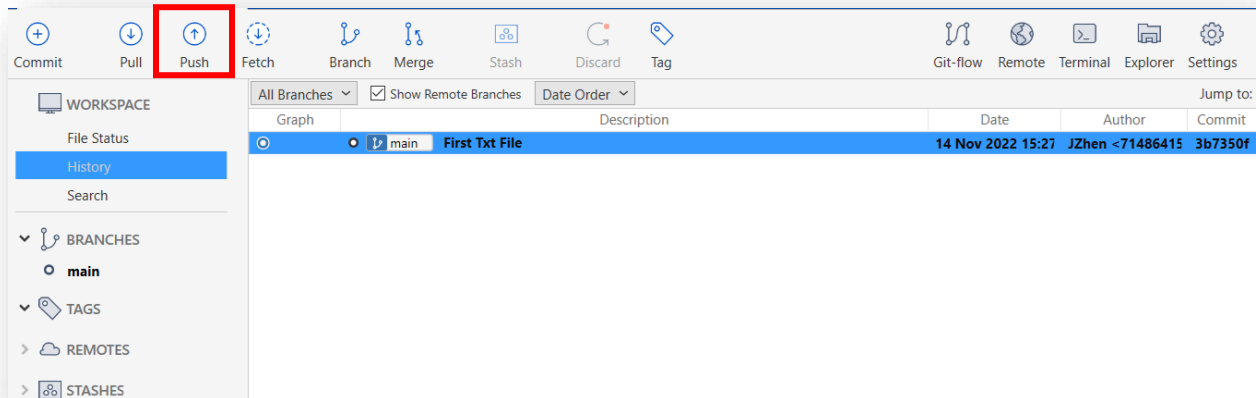 Commit Pull Push Fetch Branch Merge Stash Discard Tag Git-flow Remote Terminal Explorer Settings
WORKSPACE
File Status
History
Search
BRANCHES
main
TAGS
REMOTES
STASHES
All Branches Show Remote Branches Date Order Jump to:
Graph Description Date Author Commit
main First Txt File 14 Nov 2022 15:27 JZhen <71486415 3b7350f